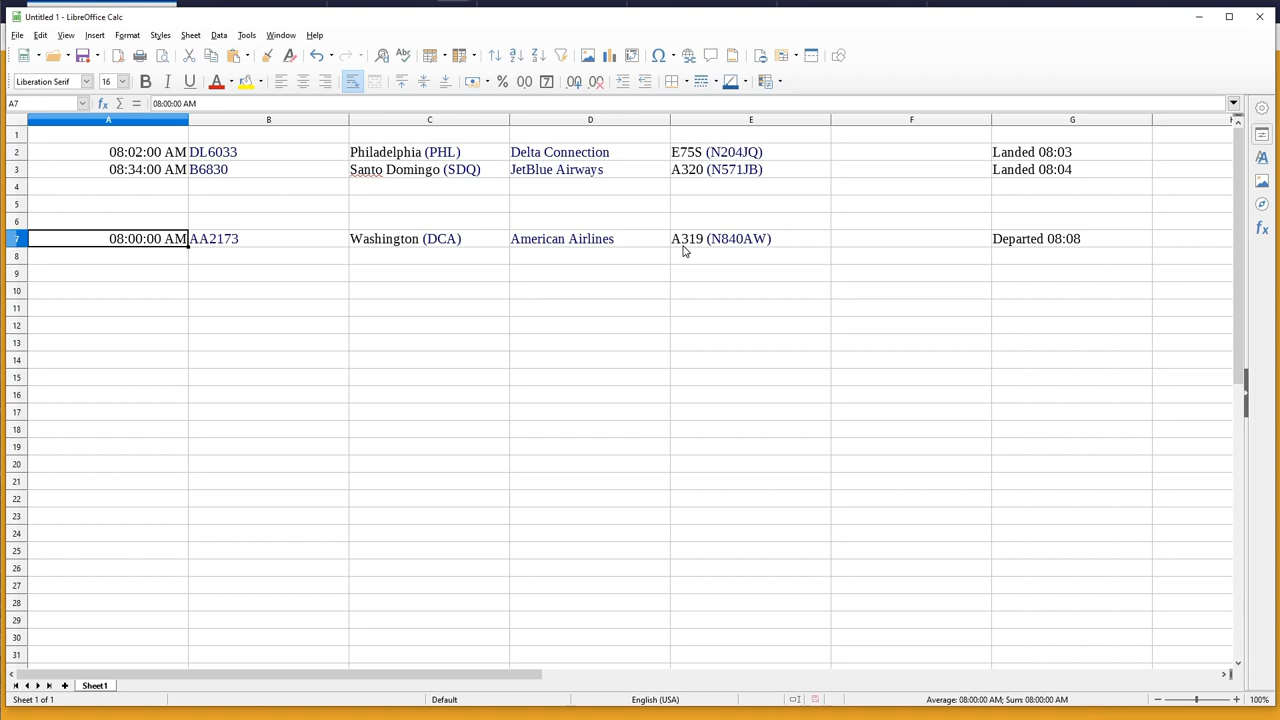 Untitled 1 - LibreOffice Calc
File Edit View Insert Format Styles Sheet Data Tools Window Help
Liberation Serif 16
A7 08:00:00 AM
A B C D E F G
1
2 08:02:00 AM DL6033 Philadelphia (PHL) Delta Connection E75S (N204JQ) Landed 08:03
3 08:34:00 AM B6830 Santo Domingo (SDQ) JetBlue Airways A320 (N571JB) Landed 08:04
4
5
6
7 08:00:00 AM AA2173 Washington (DCA) American Airlines A319 (N840AW) Departed 08:08
8
9
10
11
12
13
14
15
16
17
18
19
20
21
22
23
24
25
26
27
28
29
30
31
Sheet1
Sheet 1 of 1 Default English (USA) Average: 08:00:00 AM; Sum: 08:00:00 AM 100%